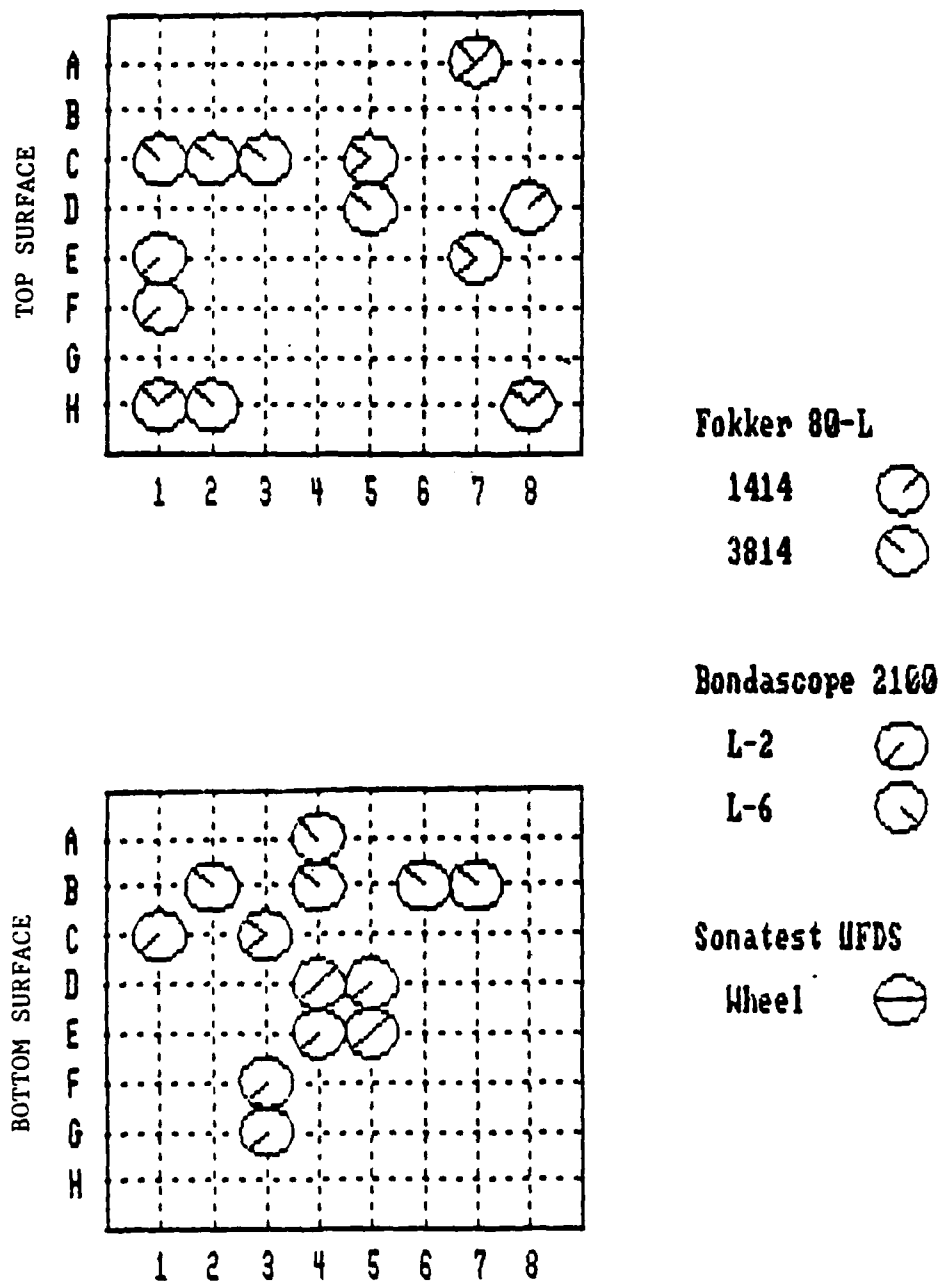 TOP SURFACE
A
B
C
D
E
F
G
H
1 2 3 4 5 6 7 8
Fokker 80-L
1414
3814
Bondascope 2100
L-2
L-6
Sonatest UFDS
Wheel
BOTTOM SURFACE
A
B
C
D
E
F
G
H
1 2 3 4 5 6 7 8